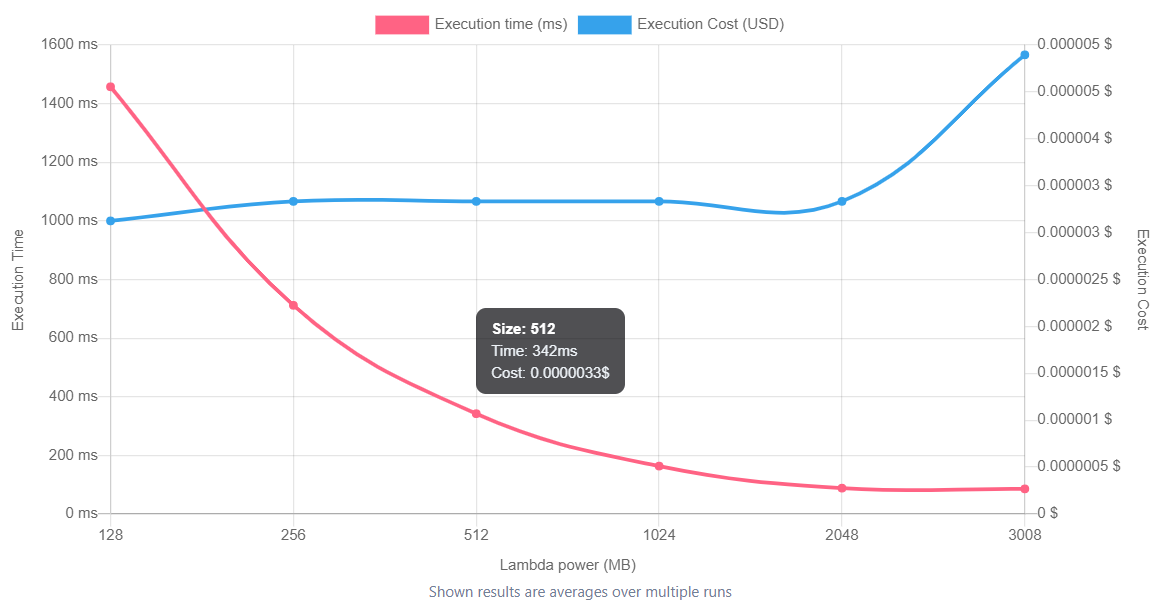 Execution time (ms) Execution Cost (USD)
1600 ms 0.000005 $
0.000005 $
1400 ms
0.000004 $
1200 ms
0.000003 $
1000 ms
0.000003 $
800 ms 0.0000025 $
600 ms 0.000002 $
0.0000015 $
400 ms
0.000001 $
200 ms 0.0000005 $
0 ms 0 $
Execution Time
Execution Cost
Size: 512
Time: 342ms
Cost: 0.0000033$
128 256 512 1024 2048 3008
Lambda power (MB)
Shown results are averages over multiple runs